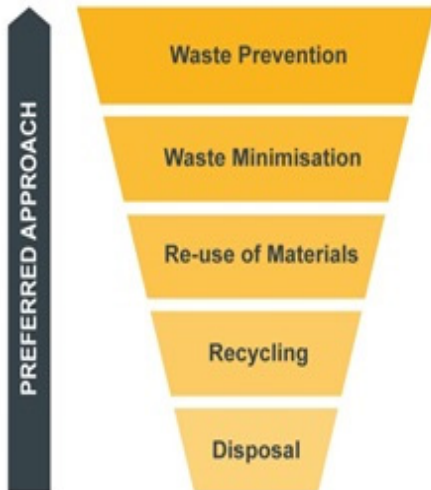 PREFERRED APPROACH
Waste Prevention
Waste Minimisation
Re-use of Materials
Recycling
Disposal